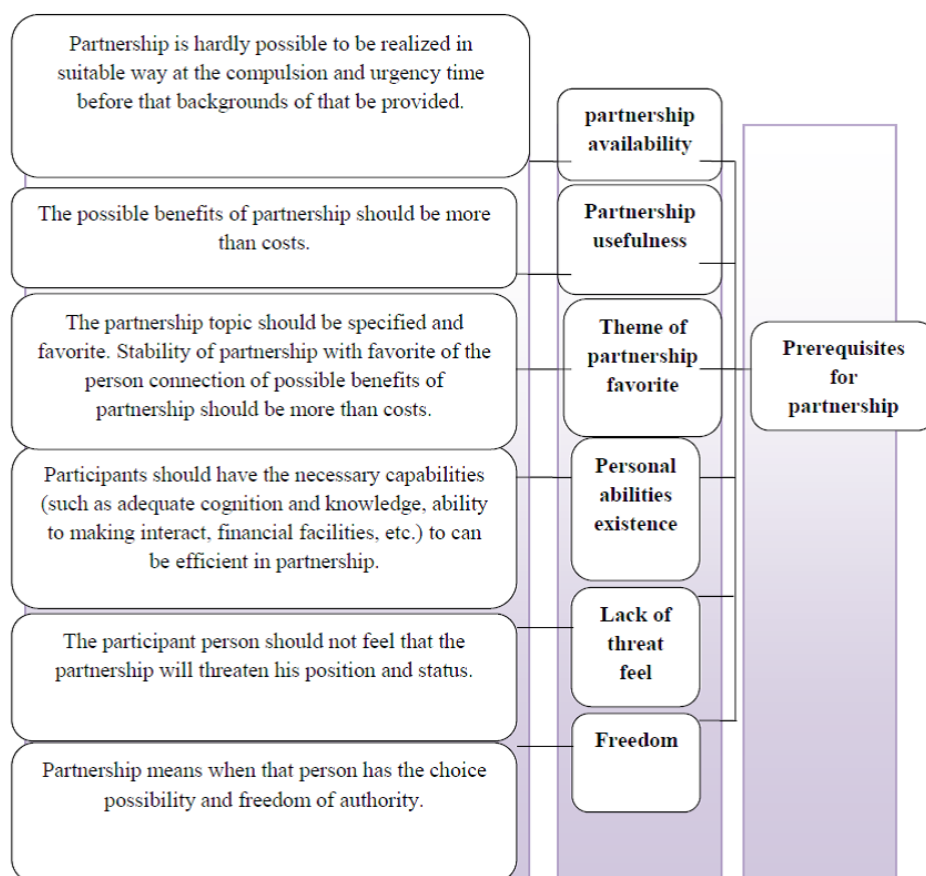 Partnership is hardly possible to be realized in
suitable way at the compulsion and urgency time
before that backgrounds of that be provided.
partnership
availability
The possible benefits of partnership should be more
than costs.
Partnership
usefulness
The partnership topic should be specified and
favorite. Stability of partnership with favorite of the
person connection of possible benefits of
partnership should be more than costs.
Theme of
partnership
favorite
Prerequisites
for
partnership
Participants should have the necessary capabilities
(such as adequate cognition and knowledge, ability
to making interact, financial facilities, etc.) to can
be efficient in partnership.
Personal
abilities
existence
The participant person should not feel that the
partnership will threaten his position and status.
Lack of
threat
feel
Partnership means when that person has the choice
possibility and freedom of authority.
Freedom